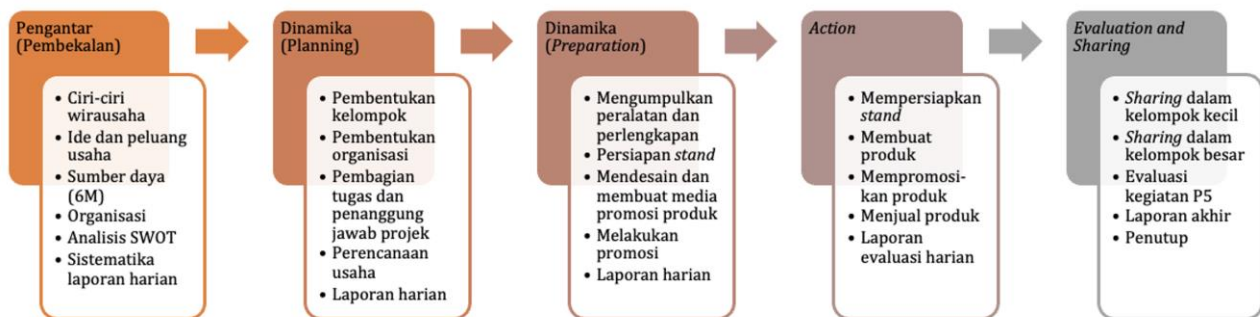 Pengantar
(Pembekalan)
• Ciri-ciri
wirausaha
• Ide dan peluang
usaha
• Sumber daya
(6M)
• Organisasi
• Analisis SWOT
• Sistematika
laporan harian
Dinamika
(Planning)
• Pembentukan
kelompok
• Pembentukan
organisasi
• Pembagian
tugas dan
penanggung
jawab projek
• Perencanaan
usaha
• Laporan harian
Dinamika
(Preparation)
• Mengumpulkan
peralatan dan
perlengkapan
• Persiapan stand
• Mendesain dan
membuat media
promosi produk
• Melakukan
promosi
• Laporan harian
Action
• Mempersiapkan
stand
• Membuat
produk
• Mempromosi-
kan produk
• Menjual produk
• Laporan
evaluasi harian
Evaluation and
Sharing
• Sharing dalam
kelompok kecil
• Sharing dalam
kelompok besar
• Evaluasi
kegiatan P5
• Laporan akhir
• Penutup